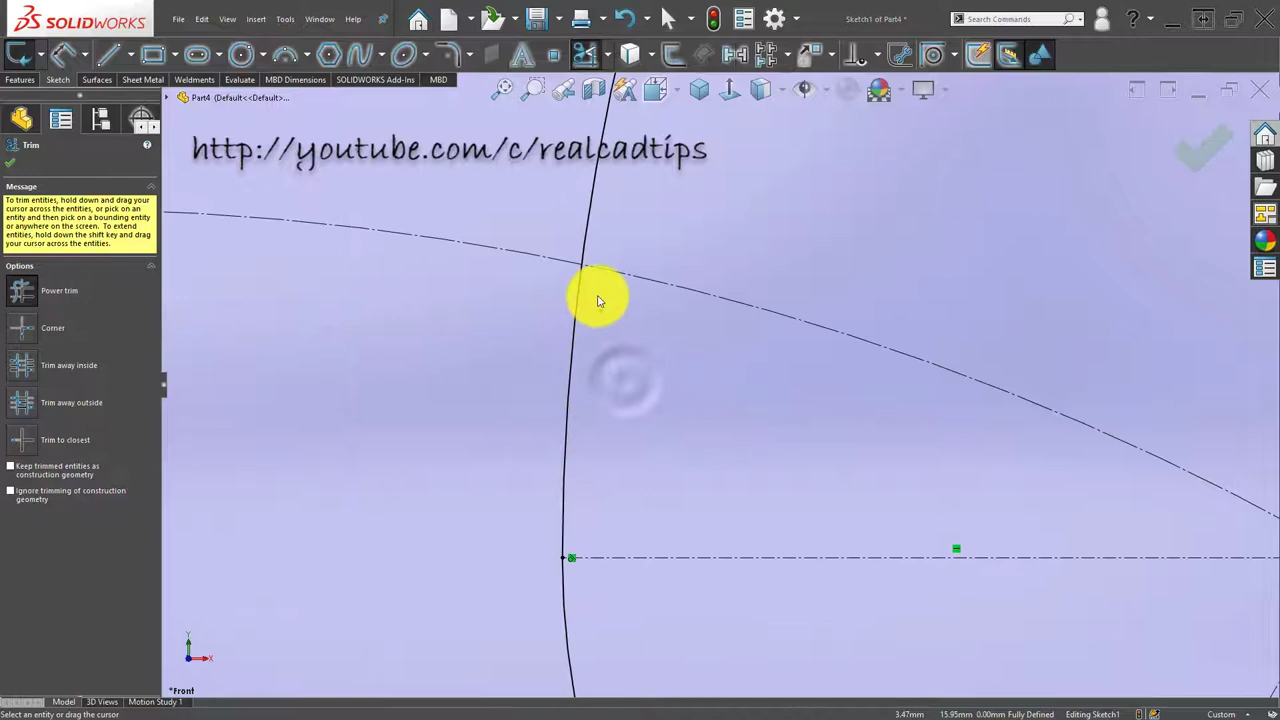 SOLIDWORKS File Edit View Insert Tools Window Help Sketch1 of Part4 * Search Commands ?
Features Sketch Surfaces Sheet Metal Weldments Evaluate MBD Dimensions SOLIDWORKS Add-Ins MBD
Part4 (Default<<Default>...
Trim
?
http://youtube.com/c/realcadtips
Message
To trim entities, hold down and drag your
cursor across the entities, or pick on an
entity and then pick on a bounding entity
or anywhere on the screen. To extend
entities, hold down the shift key and drag
your cursor across the entities.
Options
Power trim
Corner
Trim away inside
Trim away outside
Trim to closest
Keep trimmed entities as
construction geometry
Ignore trimming of construction
geometry
Y
X
*Front
Model 3D Views Motion Study 1
Select an entity or drag the cursor 3.47mm 15.95mm 0.00mm Fully Defined Editing Sketch1 Custom